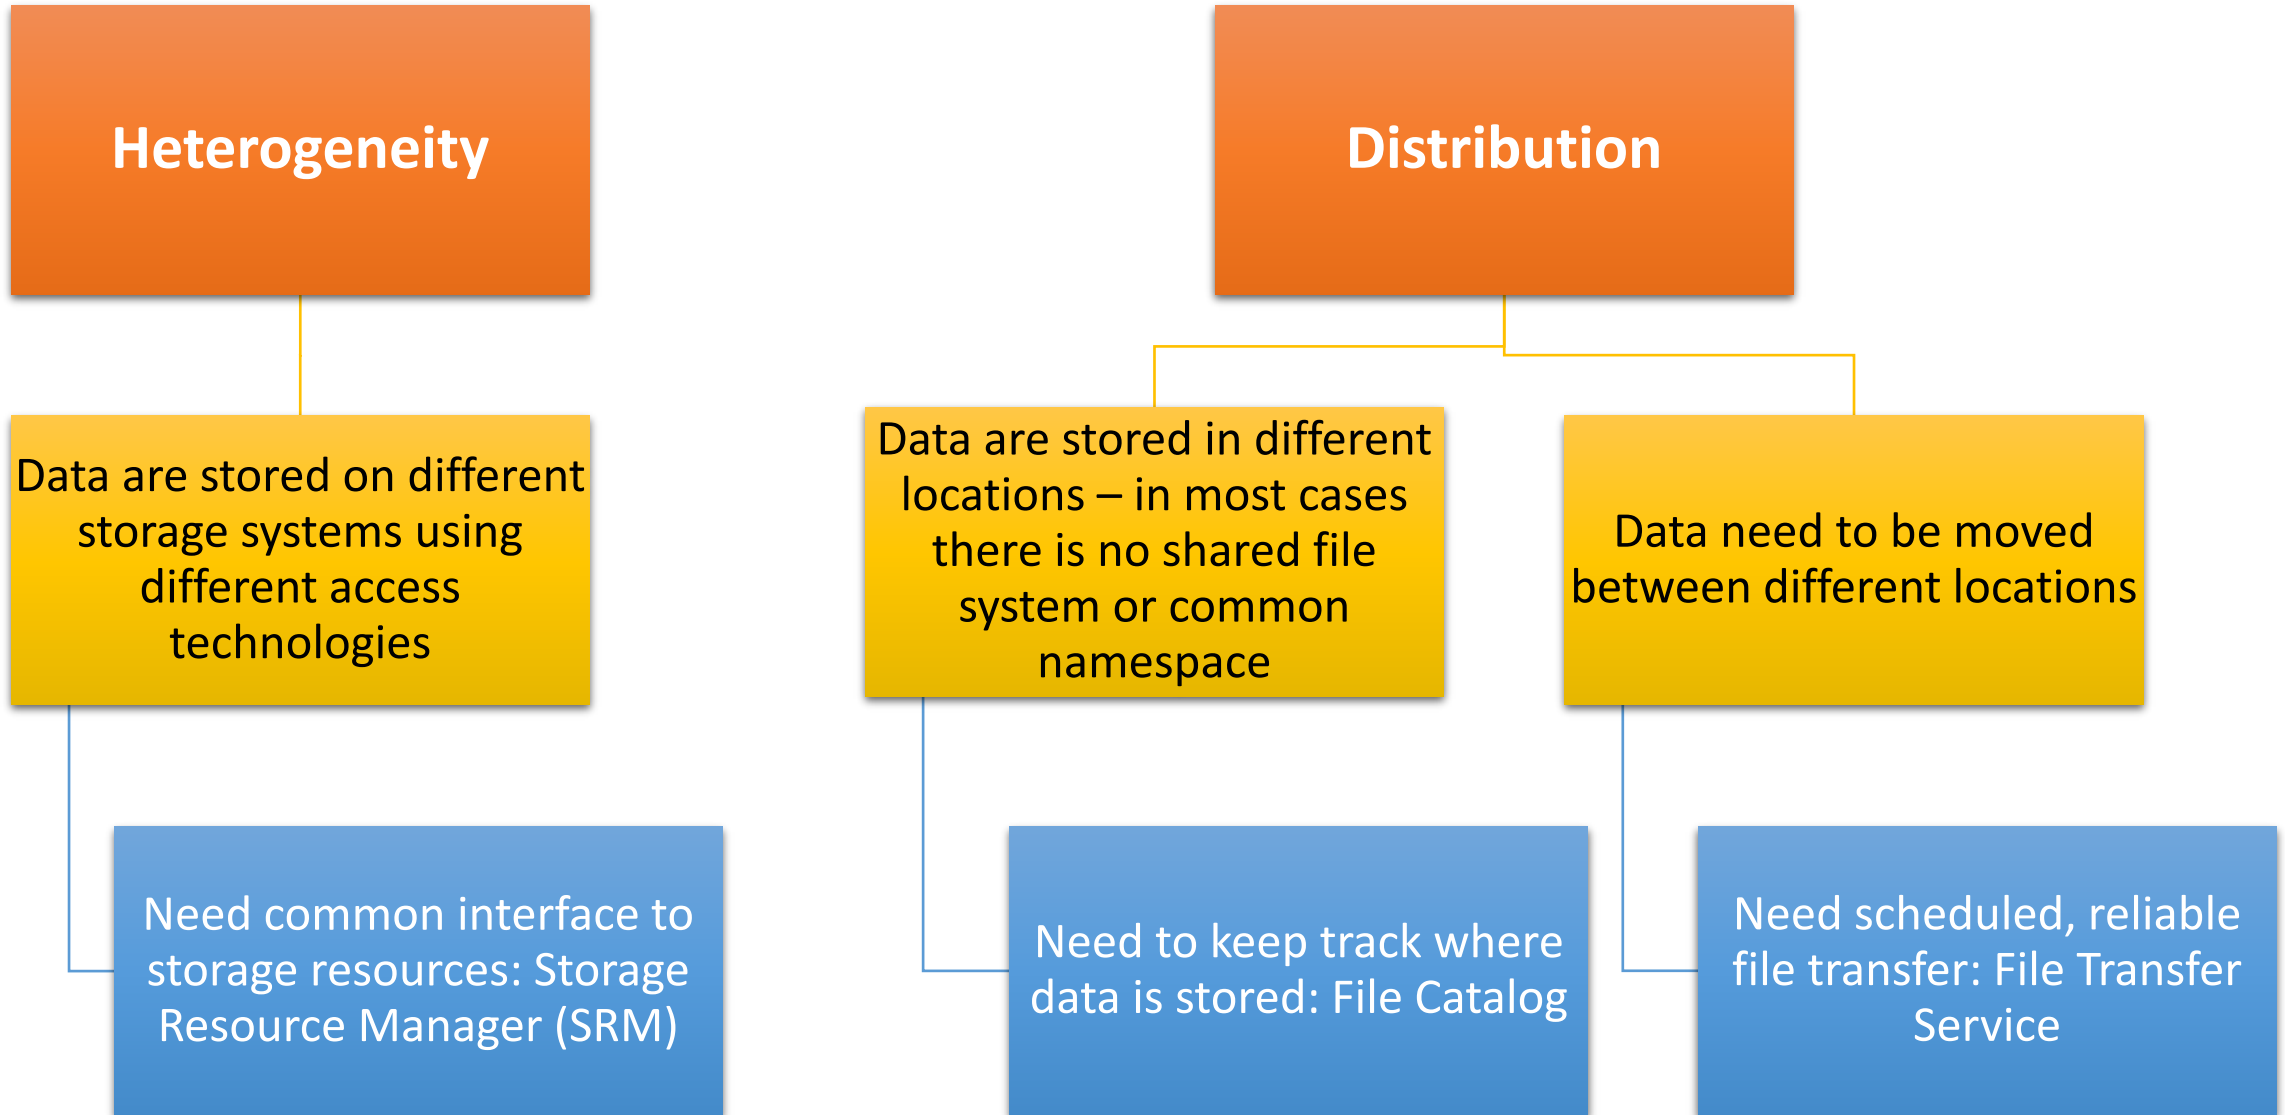 Heterogeneity
Data are stored on different
storage systems using
different access
technologies
Need common interface to
storage resources: Storage
Resource Manager (SRM)
Distribution
Data are stored in different
locations – in most cases
there is no shared file
system or common
namespace
Need to keep track where
data is stored: File Catalog
Data need to be moved
between different locations
Need scheduled, reliable
file transfer: File Transfer
Service